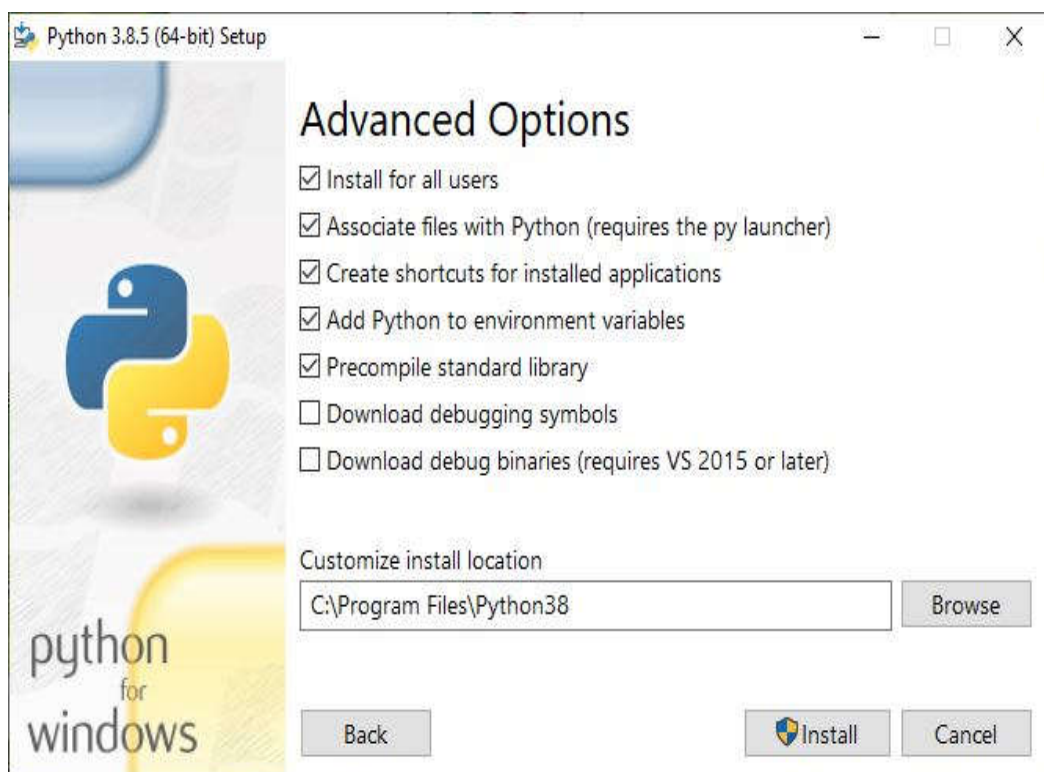 Python 3.8.5 (64-bit) Setup
Advanced Options
Install for all users
Associate files with Python (requires the py launcher)
Create shortcuts for installed applications
Add Python to environment variables
Precompile standard library
Download debugging symbols
Download debug binaries (requires VS 2015 or later)
Customize install location
C:\Program Files\Python38
Browse
python
for
windows
Back
Install
Cancel